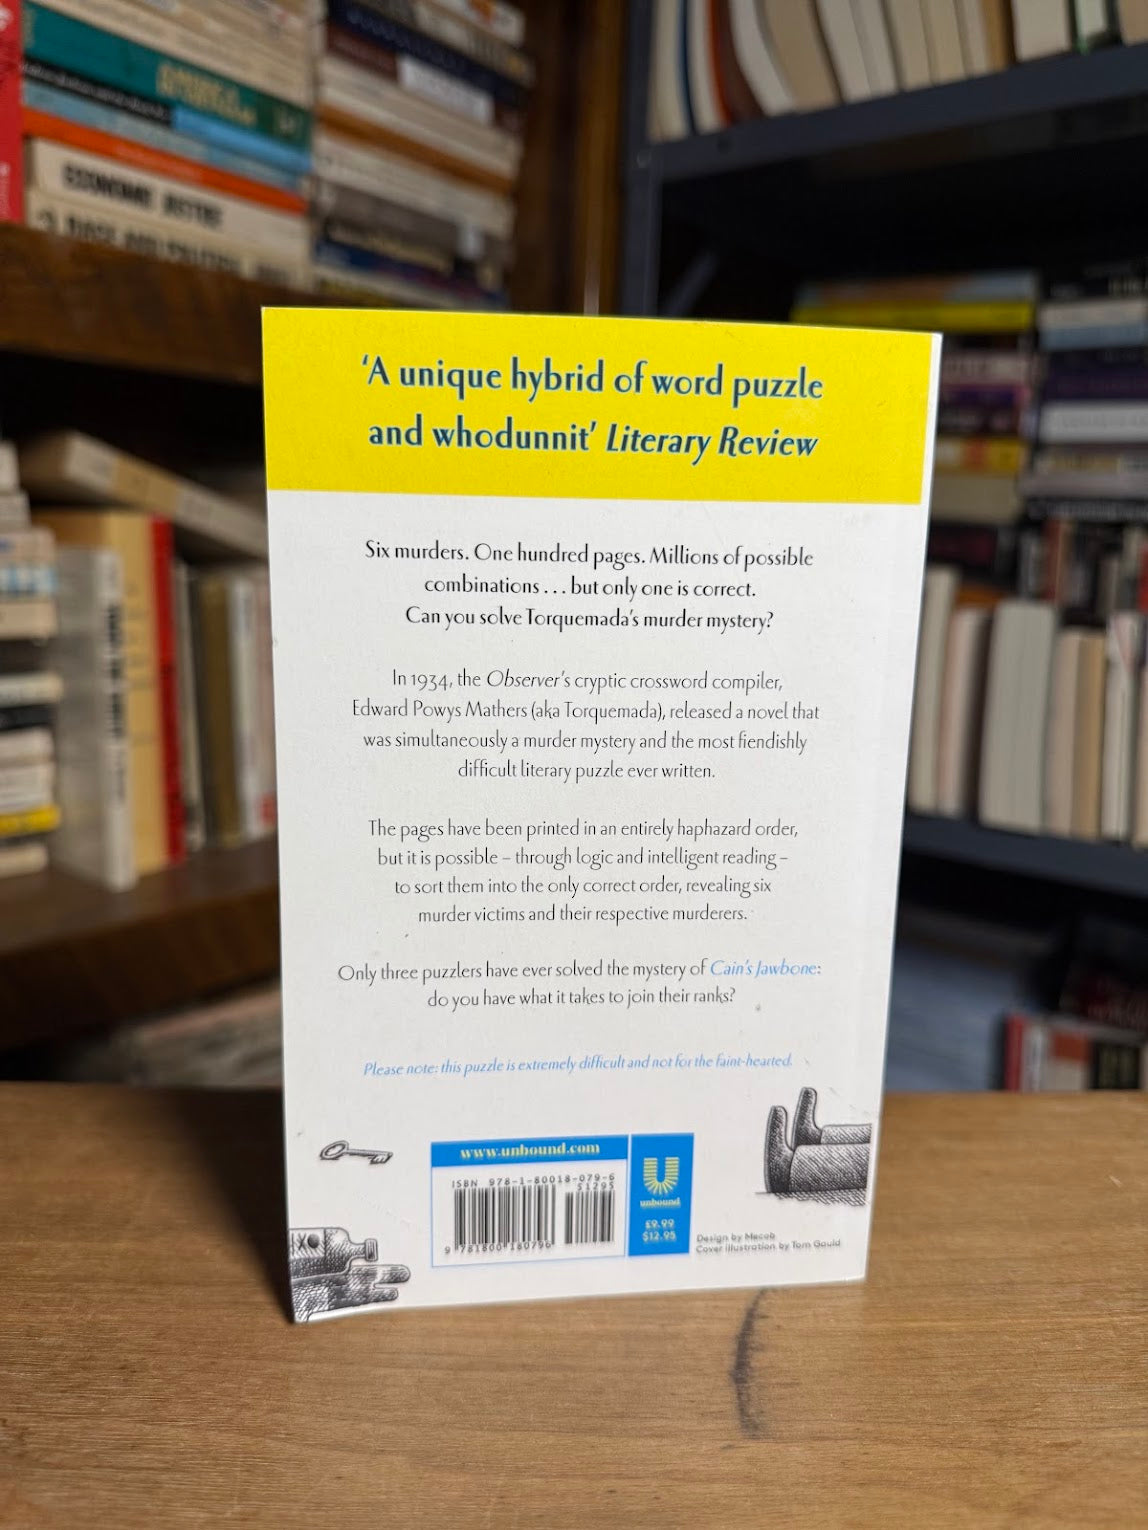 ECONOMIC
'A unique hybrid of word puzzle
and whodunnit' Literary Review
Six murders. One hundred pages. Millions of possible
combinations . . . but only one is correct.
Can you solve Torquemada's murder mystery?
In 1934, the Observer's cryptic crossword compiler,
Edward Powys Mathers (aka Torquemada), released a novel that
was simultaneously a murder mystery and the most fiendishly
difficult literary puzzle ever written.
The pages have been printed in an entirely haphazard order,
but it is possible – through logic and intelligent reading –
to sort them into the only correct order, revealing six
murder victims and their respective murderers.
Only three puzzlers have ever solved the mystery of Cain's Jawbone:
do you have what it takes to join their ranks?
Please note: this puzzle is extremely difficult and not for the faint-hearted.
www.unbound.com
ISBN 978-1-80018-079-6
51295
9 781800 180796
unbound
£9.99
$12.95
Design by Mecob
Cover illustration by Tom Gauld
XO